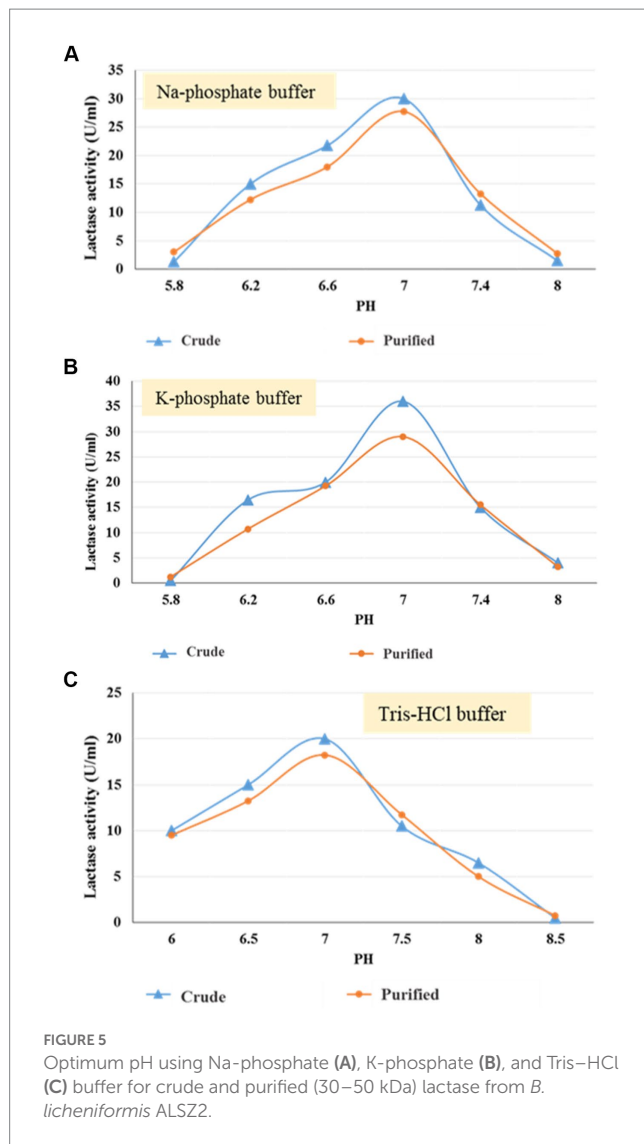 A
Na-phosphate buffer
Lactase activity (U/ml)
35
30
25
20
15
10
5
0
5.8 6.2 6.6 7 7.4 8
PH
Crude Purified
B
K-phosphate buffer
Lactase activity (U/ml)
40
35
30
25
20
15
10
5
0
5.8 6.2 6.6 7 7.4 8
PH
Crude Purified
C
Tris-HCl buffer
Lactase activity (U/ml)
25
20
15
10
5
0
6 6.5 7 7.5 8 8.5
PH
Crude Purified
FIGURE 5
Optimum pH using Na-phosphate (A), K-phosphate (B), and Tris–HCl
(C) buffer for crude and purified (30–50 kDa) lactase from B.
licheniformis ALSZ2.